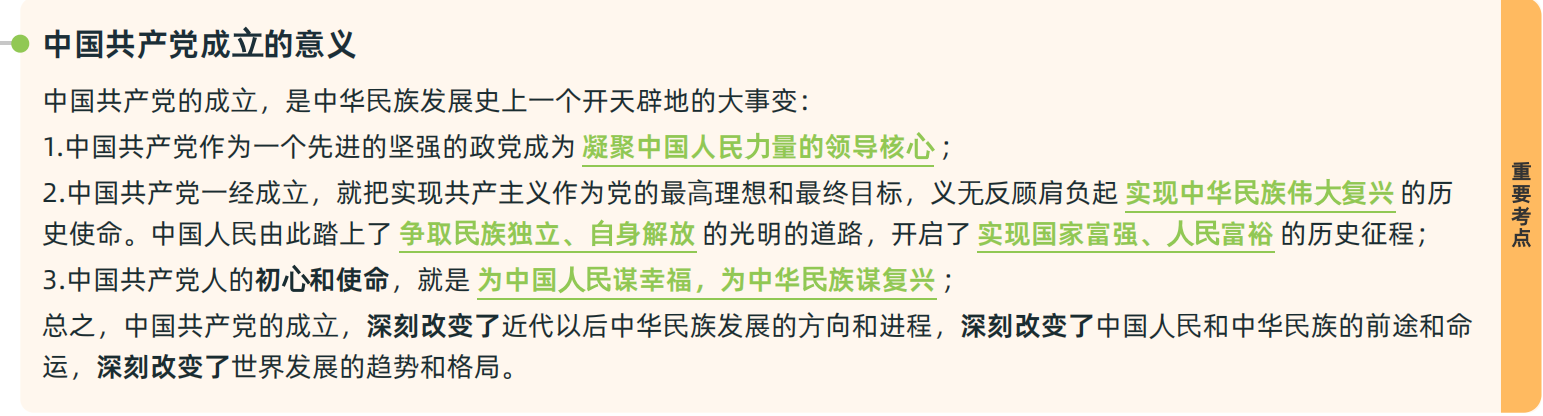 中国共产党成立的意义
中国共产党的成立，是中华民族发展史上一个开天辟地的大事变：
1.中国共产党作为一个先进的坚强的政党成为 凝聚中国人民力量的领导核心；
2.中国共产党一经成立，就把实现共产主义作为党的最高理想和最终目标，义无反顾肩负起 实现中华民族伟大复兴 的历
史使命。中国人民由此踏上了 争取民族独立、自身解放 的光明的道路，开启了 实现国家富强、人民富裕 的历史征程；
3.中国共产党人的初心和使命，就是 为中国人民谋幸福，为中华民族谋复兴；
总之，中国共产党的成立，深刻改变了近代以后中华民族发展的方向和进程，深刻改变了中国人民和中华民族的前途和命
运，深刻改变了世界发展的趋势和格局。
重要考点